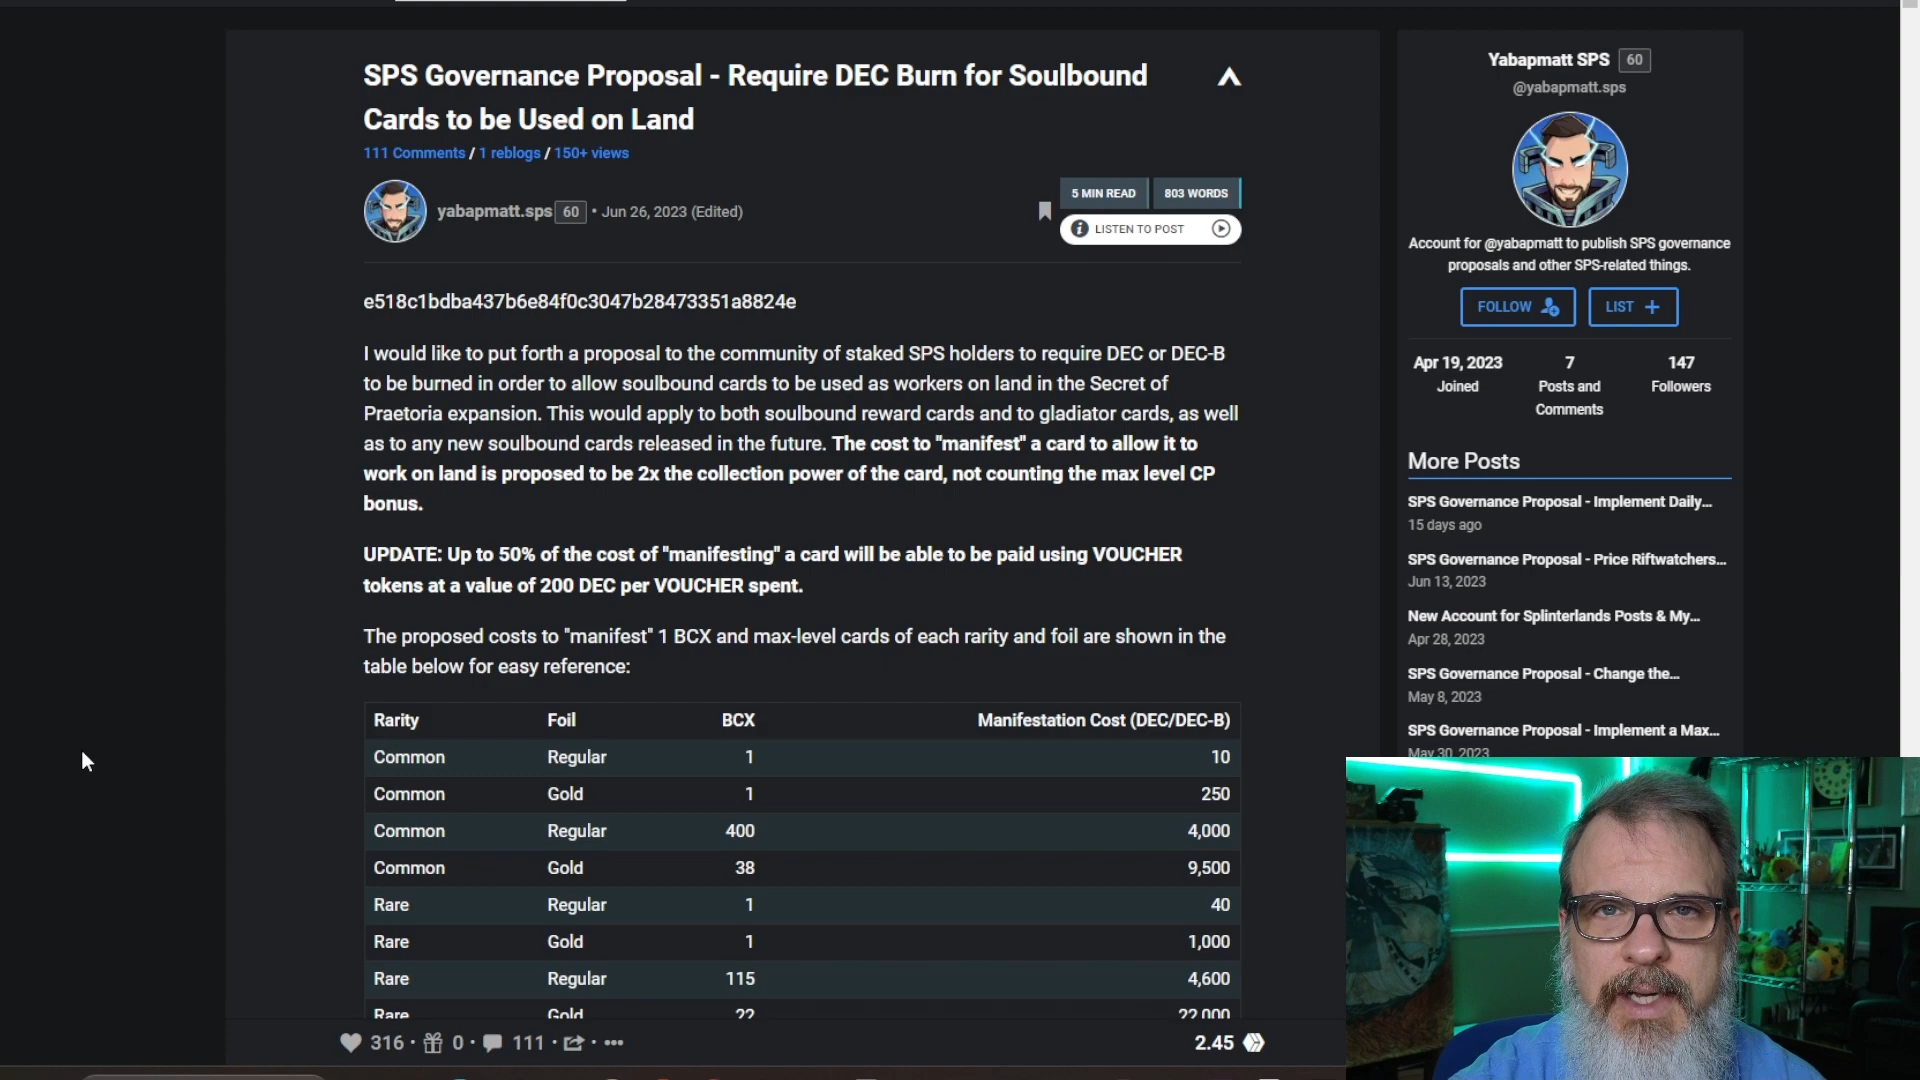 SPS Governance Proposal - Require DEC Burn for Soulbound
Cards to be Used on Land
111 Comments / 1 reblogs / 150+ views
yabapmatt.sps 60 • Jun 26, 2023 (Edited)
5 MIN READ
803 WORDS
LISTEN TO POST
e518c1bdba437b6e84f0c3047b28473351a8824e
I would like to put forth a proposal to the community of staked SPS holders to require DEC or DEC-B
to be burned in order to allow soulbound cards to be used as workers on land in the Secret of
Praetoria expansion. This would apply to both soulbound reward cards and to gladiator cards, as well
as to any new soulbound cards released in the future. The cost to "manifest" a card to allow it to
work on land is proposed to be 2x the collection power of the card, not counting the max level CP
bonus.
UPDATE: Up to 50% of the cost of "manifesting" a card will be able to be paid using VOUCHER
tokens at a value of 200 DEC per VOUCHER spent.
The proposed costs to "manifest" 1 BCX and max-level cards of each rarity and foil are shown in the
table below for easy reference:
Rarity Foil BCX Manifestation Cost (DEC/DEC-B)
Common Regular 1 10
Common Gold 1 250
Common Regular 400 4,000
Common Gold 38 9,500
Rare Regular 1 40
Rare Gold 1 1,000
Rare Regular 115 4,600
Rare Gold 22 22,000
316 • 0 • 111 • • •••
2.45
Yabapmatt SPS 60
@yabapmatt.sps
Account for @yabapmatt to publish SPS governance
proposals and other SPS-related things.
FOLLOW
LIST +
Apr 19, 2023
Joined
7
Posts and
Comments
147
Followers
More Posts
SPS Governance Proposal - Implement Daily...
15 days ago
SPS Governance Proposal - Price Riftwatchers...
Jun 13, 2023
New Account for Splinterlands Posts & My...
Apr 28, 2023
SPS Governance Proposal - Change the...
May 8, 2023
SPS Governance Proposal - Implement a Max...
May 30, 2023